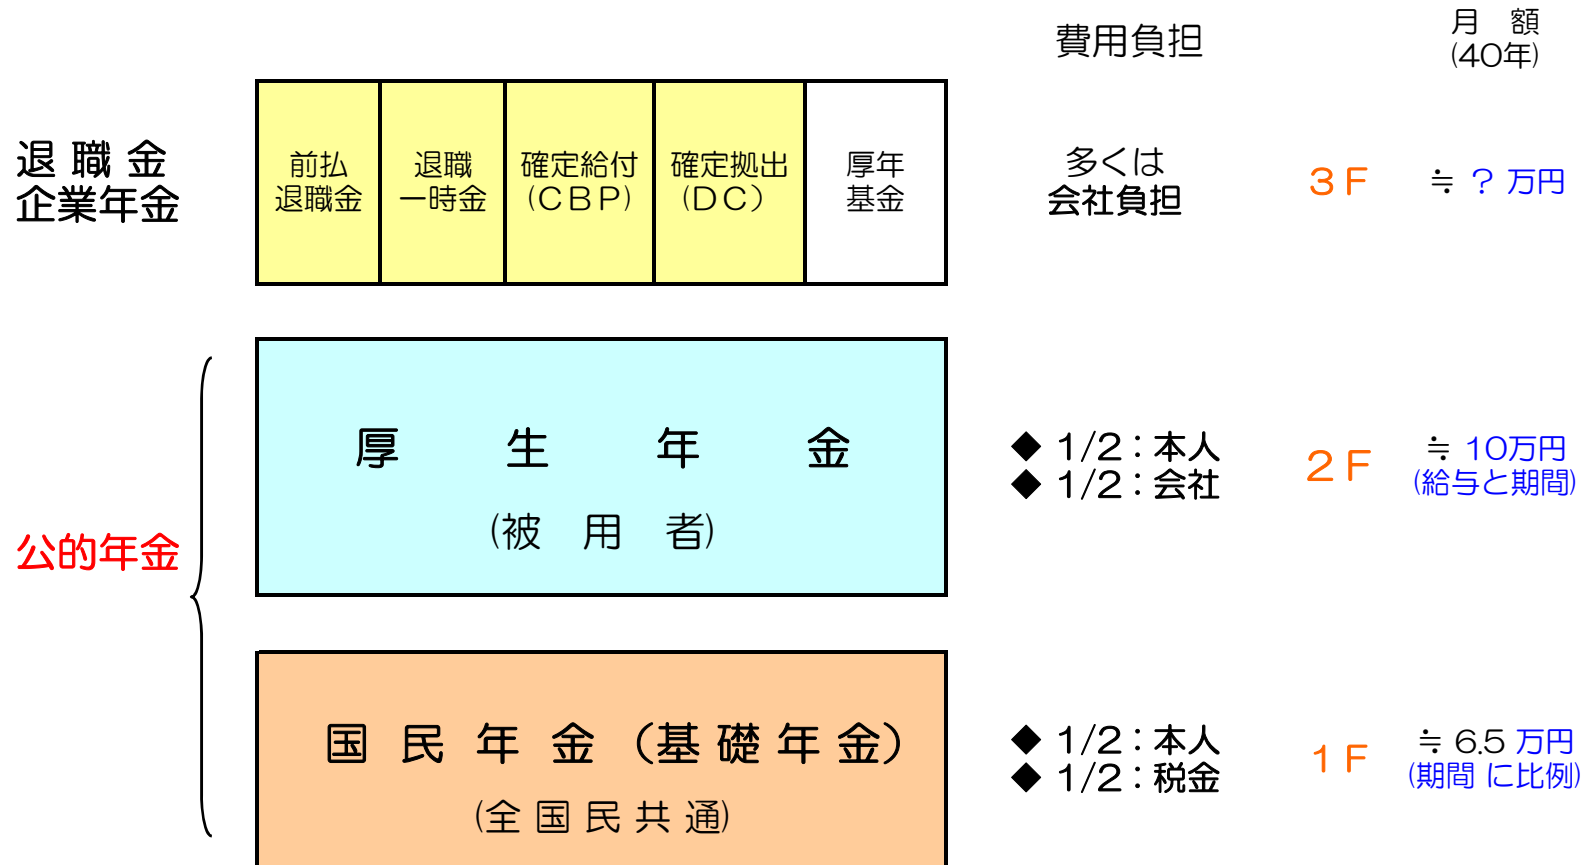 費用負担
月 額
(40年)
退 職 金
企業年金
前払
退職金
退職
一時金
確定給付
(CBP)
確定拠出
(DC)
厚年
基金
多くは
会社負担
3F
≒ ? 万円
厚 生 年 金
(被 用 者)
◆ 1/2:本人
◆ 1/2:会社
2F
≒ 10万円
(給与と期間)
公的年金
国 民 年 金 (基 礎 年 金)
(全 国 民 共 通)
◆ 1/2:本人
◆ 1/2:税金
1F
≒ 6.5 万円
(期間 に比例)